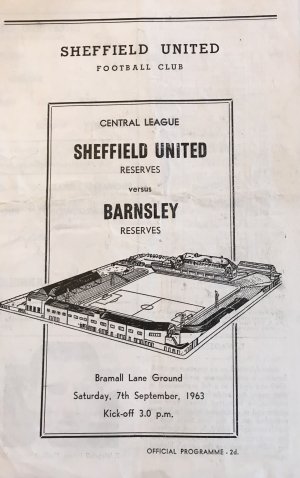 SHEFFIELD UNITED
FOOTBALL CLUB
CENTRAL LEAGUE
SHEFFIELD UNITED
RESERVES
versus
BARNSLEY
RESERVES
Bramall Lane Ground
Saturday, 7th September, 1963
Kick-off 3.0 p.m.
OFFICIAL PROGRAMME - 2d.